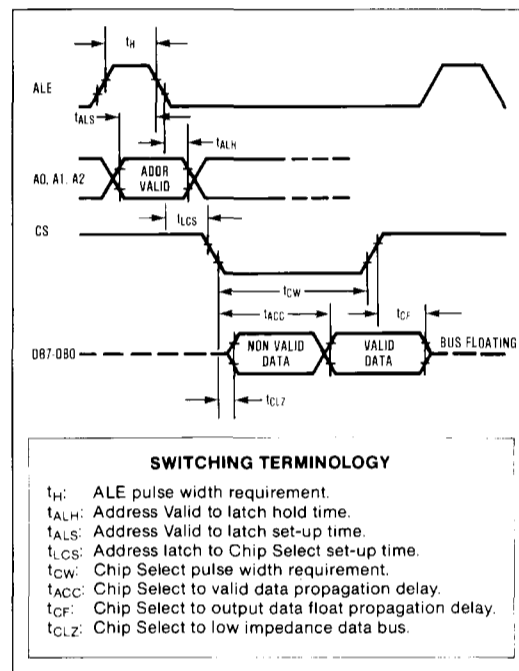 tH
ALE
tALS
tALH
A0, A1, A2
ADDR
VALID
tLCS
CS
tCW
tACC
tCF
DB7-DB0
NON VALID
DATA
VALID
DATA
BUS FLOATING
tCLZ
SWITCHING TERMINOLOGY
tH: ALE pulse width requirement.
tALH: Address Valid to latch hold time.
tALS: Address Valid to latch set-up time.
tLCS: Address latch to Chip Select set-up time.
tCW: Chip Select pulse width requirement.
tACC: Chip Select to valid data propagation delay.
tCF: Chip Select to output data float propagation delay.
tCLZ: Chip Select to low impedance data bus.